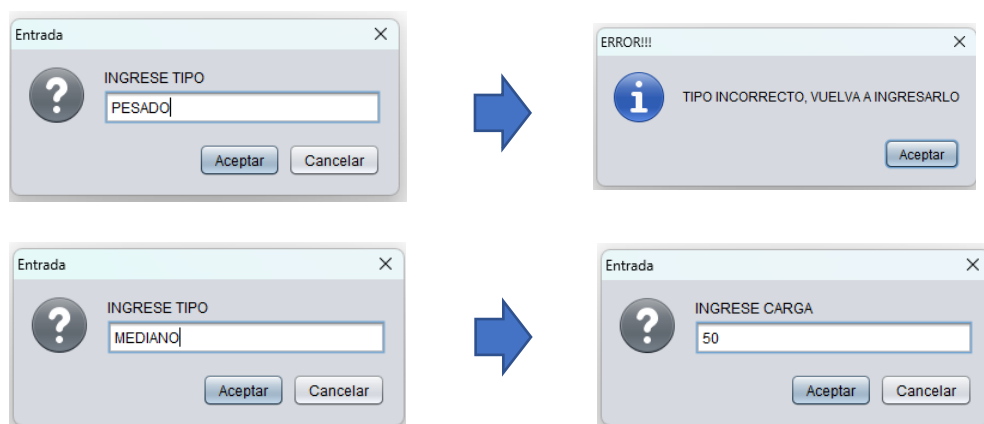 Entrada
INGRESE TIPO
PESADO
Aceptar Cancelar
ERROR!!!
TIPO INCORRECTO, VUELVA A INGRESARLO
Aceptar
Entrada
INGRESE TIPO
MEDIANO
Aceptar Cancelar
Entrada
INGRESE CARGA
50
Aceptar Cancelar